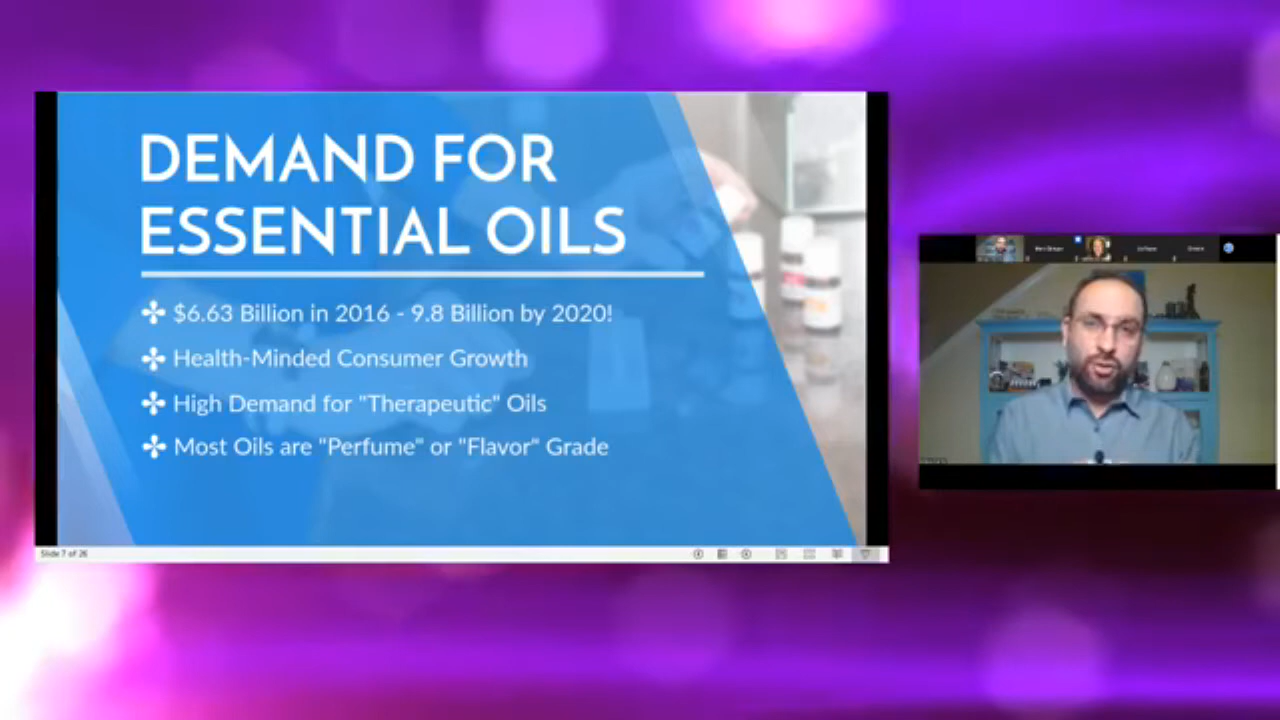 DEMAND FOR
ESSENTIAL OILS
$6.63 Billion in 2016 - 9.8 Billion by 2020!
Health-Minded Consumer Growth
High Demand for "Therapeutic" Oils
Most Oils are "Perfume" or "Flavor" Grade
Slide 7 of 26